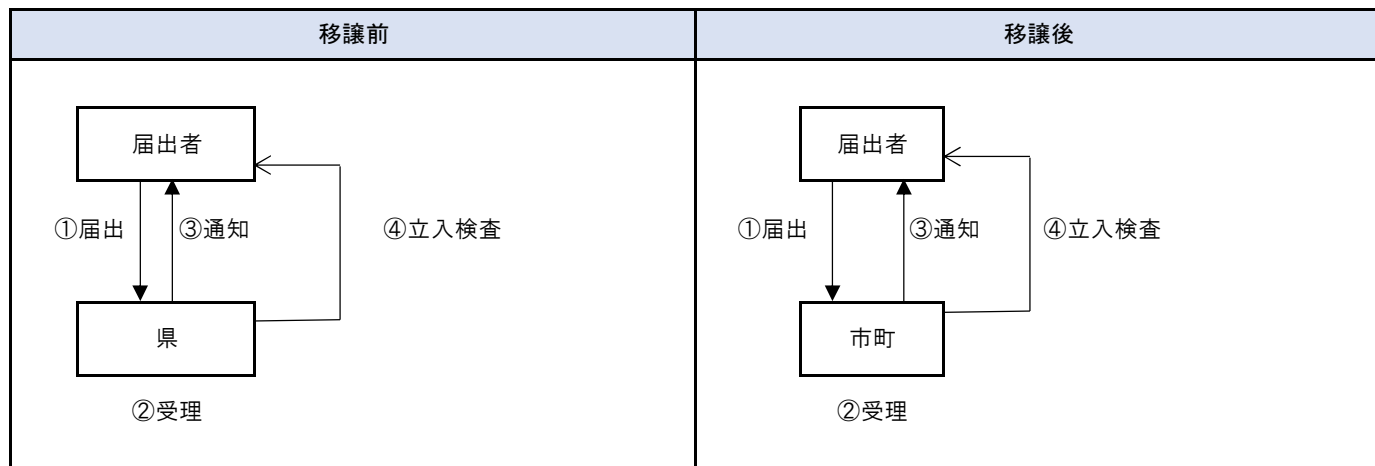 移譲前
移譲後
届出者
①届出
③通知
④立入検査
県
②受理
届出者
①届出
③通知
④立入検査
市町
②受理